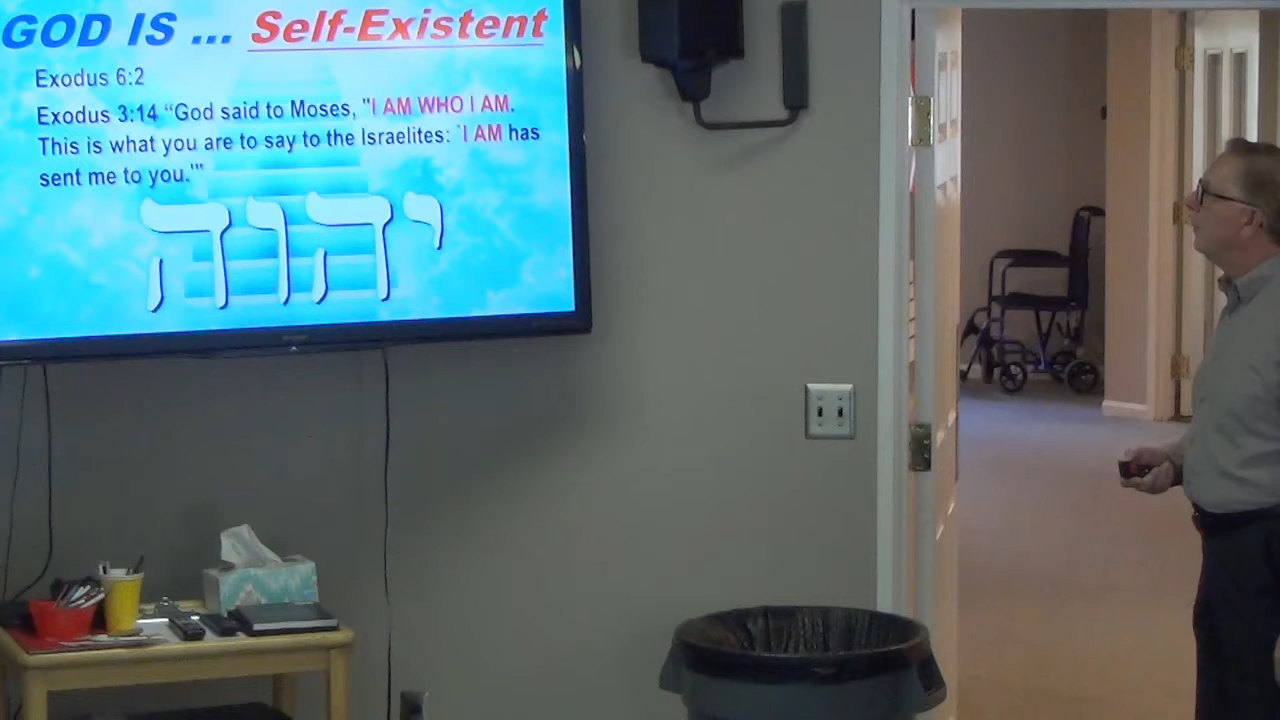 GOD IS ... Self-Existent
Exodus 6:2
Exodus 3:14 “God said to Moses, "I AM WHO I AM.
This is what you are to say to the Israelites: `I AM has
sent me to you.'"
יהוה